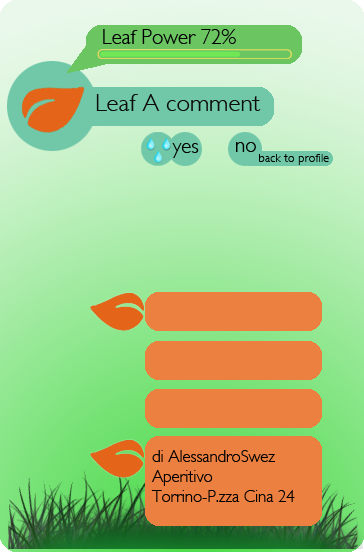 Leaf Power 72%
Leaf A comment
yes no
back to profile
di AlessandroSwez
Aperitivo
Torrino-P.zza Cina 24